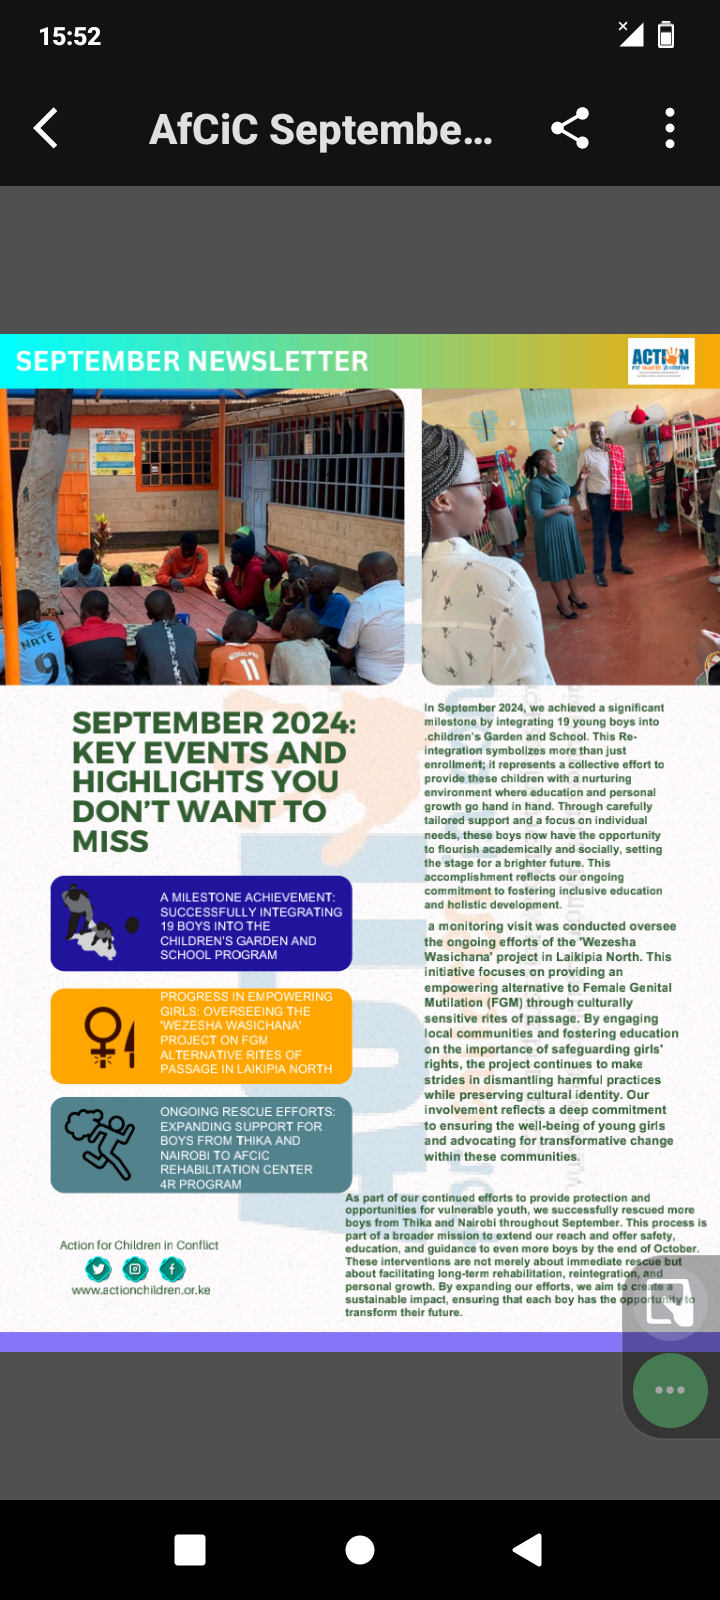 15:52
AfCiC Septembe...
SEPTEMBER NEWSLETTER
ACTION
NATE
9
11
SEPTEMBER 2024:
KEY EVENTS AND
HIGHLIGHTS YOU
DON'T WANT TO
MISS
A MILESTONE ACHIEVEMENT:
SUCCESSFULLY INTEGRATING
19 BOYS INTO THE
CHILDREN'S GARDEN AND
SCHOOL PROGRAM
PROGRESS IN EMPOWERING
GIRLS: OVERSEEING THE
'WEZESHA WASICHANA'
PROJECT ON FGM
ALTERNATIVE RITES OF
PASSAGE IN LAIKIPIA NORTH
ONGOING RESCUE EFFORTS:
EXPANDING SUPPORT FOR
BOYS FROM THIKA AND
NAIROBI TO AFCIC
REHABILITATION CENTER
4R PROGRAM
Action for Children in Conflict
www.actionchildren.or.ke
In September 2024, we achieved a significant
milestone by integrating 19 young boys into
.children's Garden and School. This Re-
integration symbolizes more than just
enrollment; it represents a collective effort to
provide these children with a nurturing
environment where education and personal
growth go hand in hand. Through carefully
tailored support and a focus on individual
needs, these boys now have the opportunity
to flourish academically and socially, setting
the stage for a brighter future. This
accomplishment reflects our ongoing
commitment to fostering inclusive education
and holistic development.
a monitoring visit was conducted oversee
the ongoing efforts of the 'Wezesha
Wasichana' project in Laikipia North. This
initiative focuses on providing an
empowering alternative to Female Genital
Mutilation (FGM) through culturally
sensitive rites of passage. By engaging
local communities and fostering education
on the importance of safeguarding girls'
rights, the project continues to make
strides in dismantling harmful practices
while preserving cultural identity. Our
involvement reflects a deep commitment
to ensuring the well-being of young girls
and advocating for transformative change
within these communities.
As part of our continued efforts to provide protection and
opportunities for vulnerable youth, we successfully rescued more
boys from Thika and Nairobi throughout September. This process is
part of a broader mission to extend our reach and offer safety,
education, and guidance to even more boys by the end of October.
These interventions are not merely about immediate rescue but
about facilitating long-term rehabilitation, reintegration, and
personal growth. By expanding our efforts, we aim to create a
sustainable impact, ensuring that each boy has the opportunity to
transform their future.